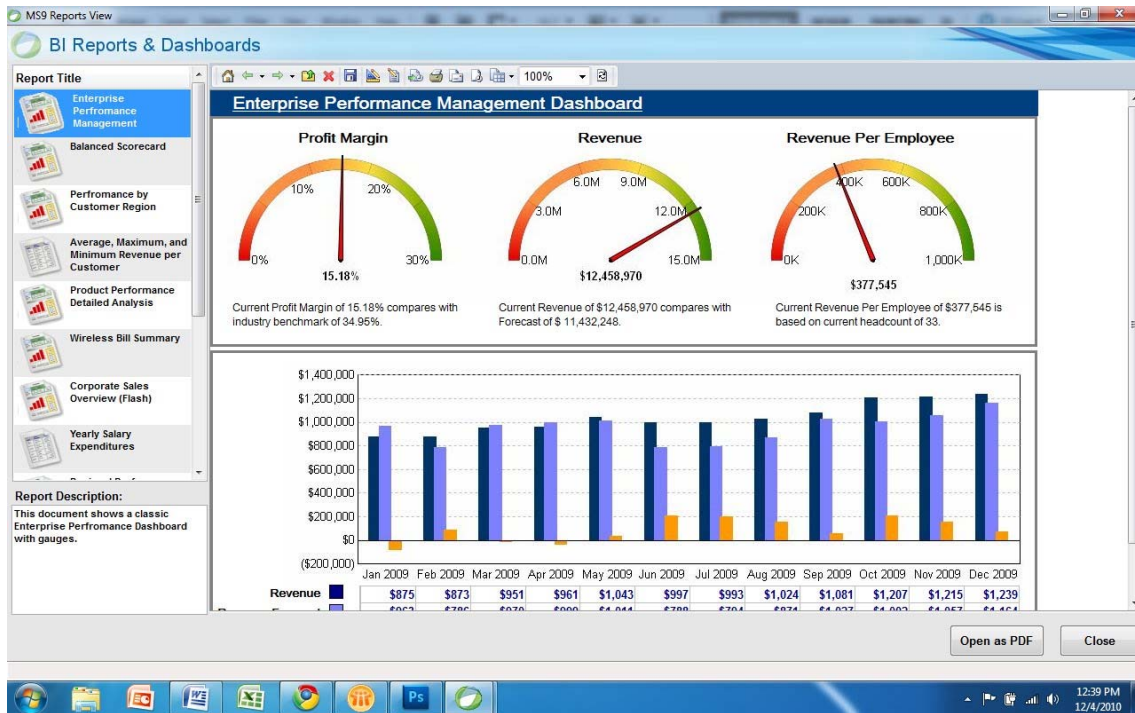 MS9 Reports View
BI Reports & Dashboards
Report Title
Enterprise
Perfromance
Management
Balanced Scorecard
Perfromance by
Customer Region
Average, Maximum, and
Minimum Revenue per
Customer
Product Performance
Detailed Analysis
Wireless Bill Summary
Corporate Sales
Overview (Flash)
Yearly Salary
Expenditures
Report Description:
This document shows a classic
Enterprise Perfromance Dashboard
with gauges.
100%
Enterprise Performance Management Dashboard
Profit Margin
0%
10%
20%
30%
15.18%
Current Profit Margin of 15.18% compares with
industry benchmark of 34.95%.
Revenue
0.0M
3.0M
6.0M
9.0M
12.0M
15.0M
$12,458,970
Current Revenue of $12,458,970 compares with
Forecast of $ 11,432,248.
Revenue Per Employee
0K
200K
400K
600K
800K
1,000K
$377,545
Current Revenue Per Employee of $377,545 is
based on current headcount of 33.
$1,400,000
$1,200,000
$1,000,000
$800,000
$600,000
$400,000
$200,000
$0
($200,000)
Jan 2009 Feb 2009 Mar 2009 Apr 2009 May 2009 Jun 2009 Jul 2009 Aug 2009 Sep 2009 Oct 2009 Nov 2009 Dec 2009
Revenue $875 $873 $951 $961 $1,043 $997 $993 $1,024 $1,081 $1,207 $1,215 $1,239
Open as PDF
Close
Ps
12:39 PM
12/4/2010